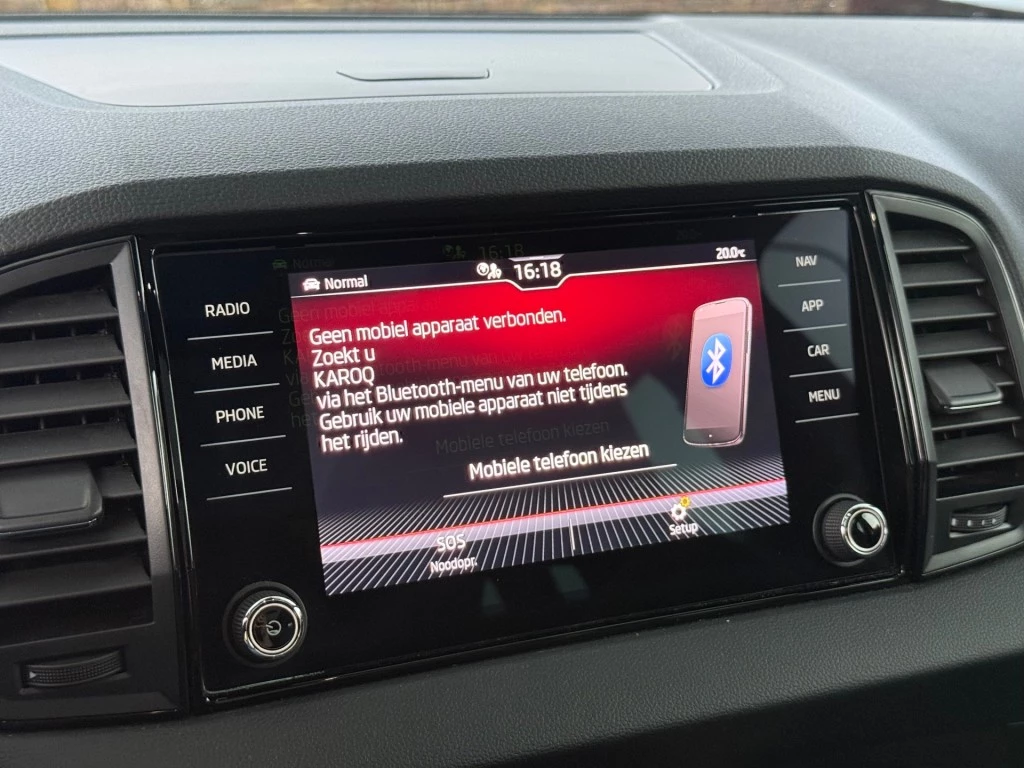 Normal
16:18
20.0°C
RADIO
MEDIA
PHONE
VOICE
Geen mobiel apparaat verbonden.
Zoekt u
KAROQ
via het Bluetooth-menu van uw telefoon.
Gebruik uw mobiele apparaat niet tijdens
het rijden.
Mobiele telefoon kiezen
SOS
Noodopr.
Setup
NAV
APP
CAR
MENU